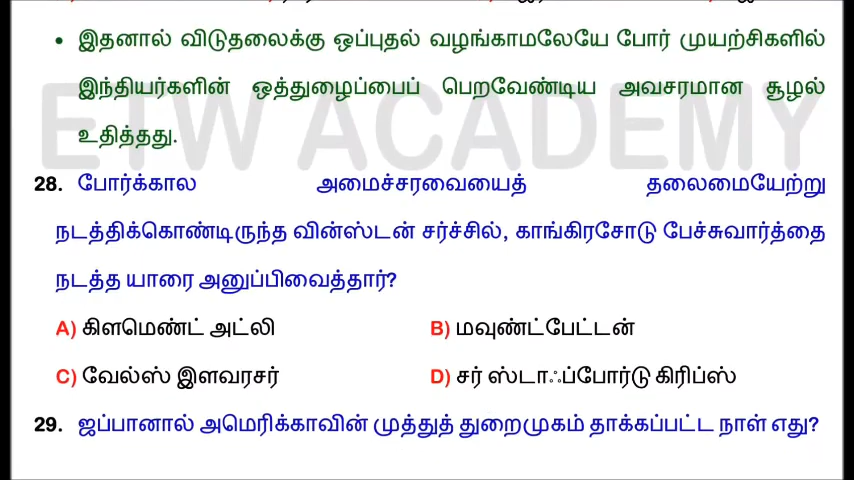 இதனால் விடுதலைக்கு ஒப்புதல் வழங்காமலேயே போர் முயற்சிகளில்
இந்தியர்களின் ஒத்துழைப்பைப் பெறவேண்டிய அவசரமான சூழல்
உதித்தது.
ETW ACADEMY
28. போர்க்கால அமைச்சரவையைத் தலைமையேற்று
நடத்திக்கொண்டிருந்த வின்ஸ்டன் சர்ச்சில், காங்கிரசோடு பேச்சுவார்த்தை
நடத்த யாரை அனுப்பிவைத்தார்?
A) கிளமெண்ட் அட்லி B) மவுண்ட்பேட்டன்
C) வேல்ஸ் இளவரசர் D) சர் ஸ்டாஃப்போர்டு கிரிப்ஸ்
29. ஜப்பானால் அமெரிக்காவின் முத்துத் துறைமுகம் தாக்கப்பட்ட நாள் எது?